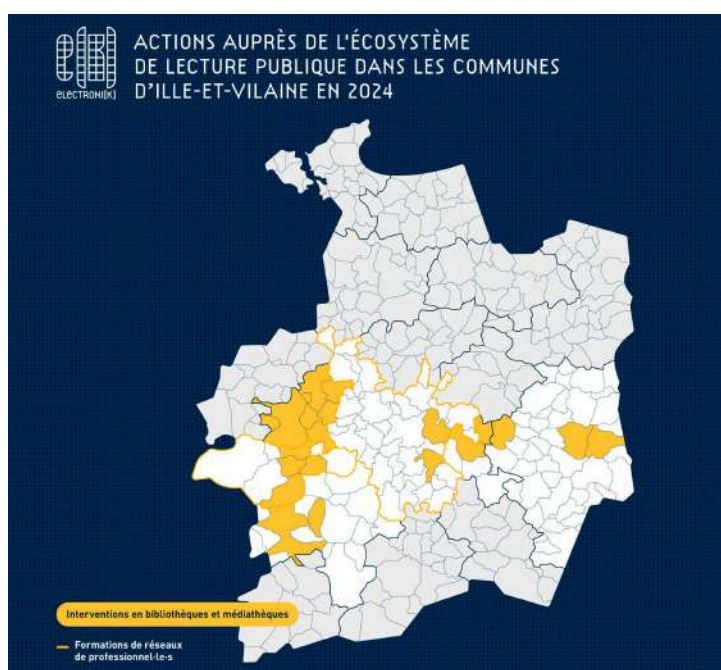 ELECTRONI[K]
ACTIONS AUPRÈS DE L'ÉCOSYSTÈME
DE LECTURE PUBLIQUE DANS LES COMMUNES
D'ILLE-ET-VILAINE EN 2024
Interventions en bibliothèques et médiathèques
Formations de réseaux
de professionnel·le·s